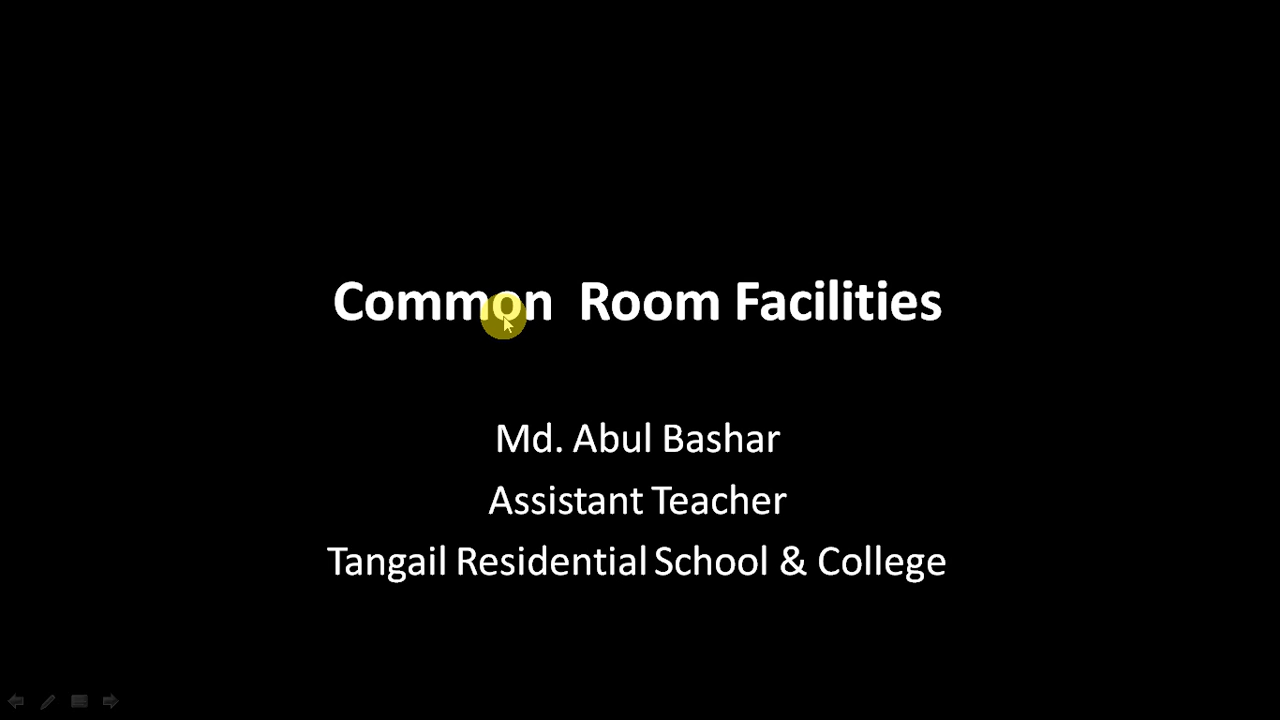 Common  Room Facilities
Md. Abul Bashar
Assistant Teacher
Tangail Residential School & College